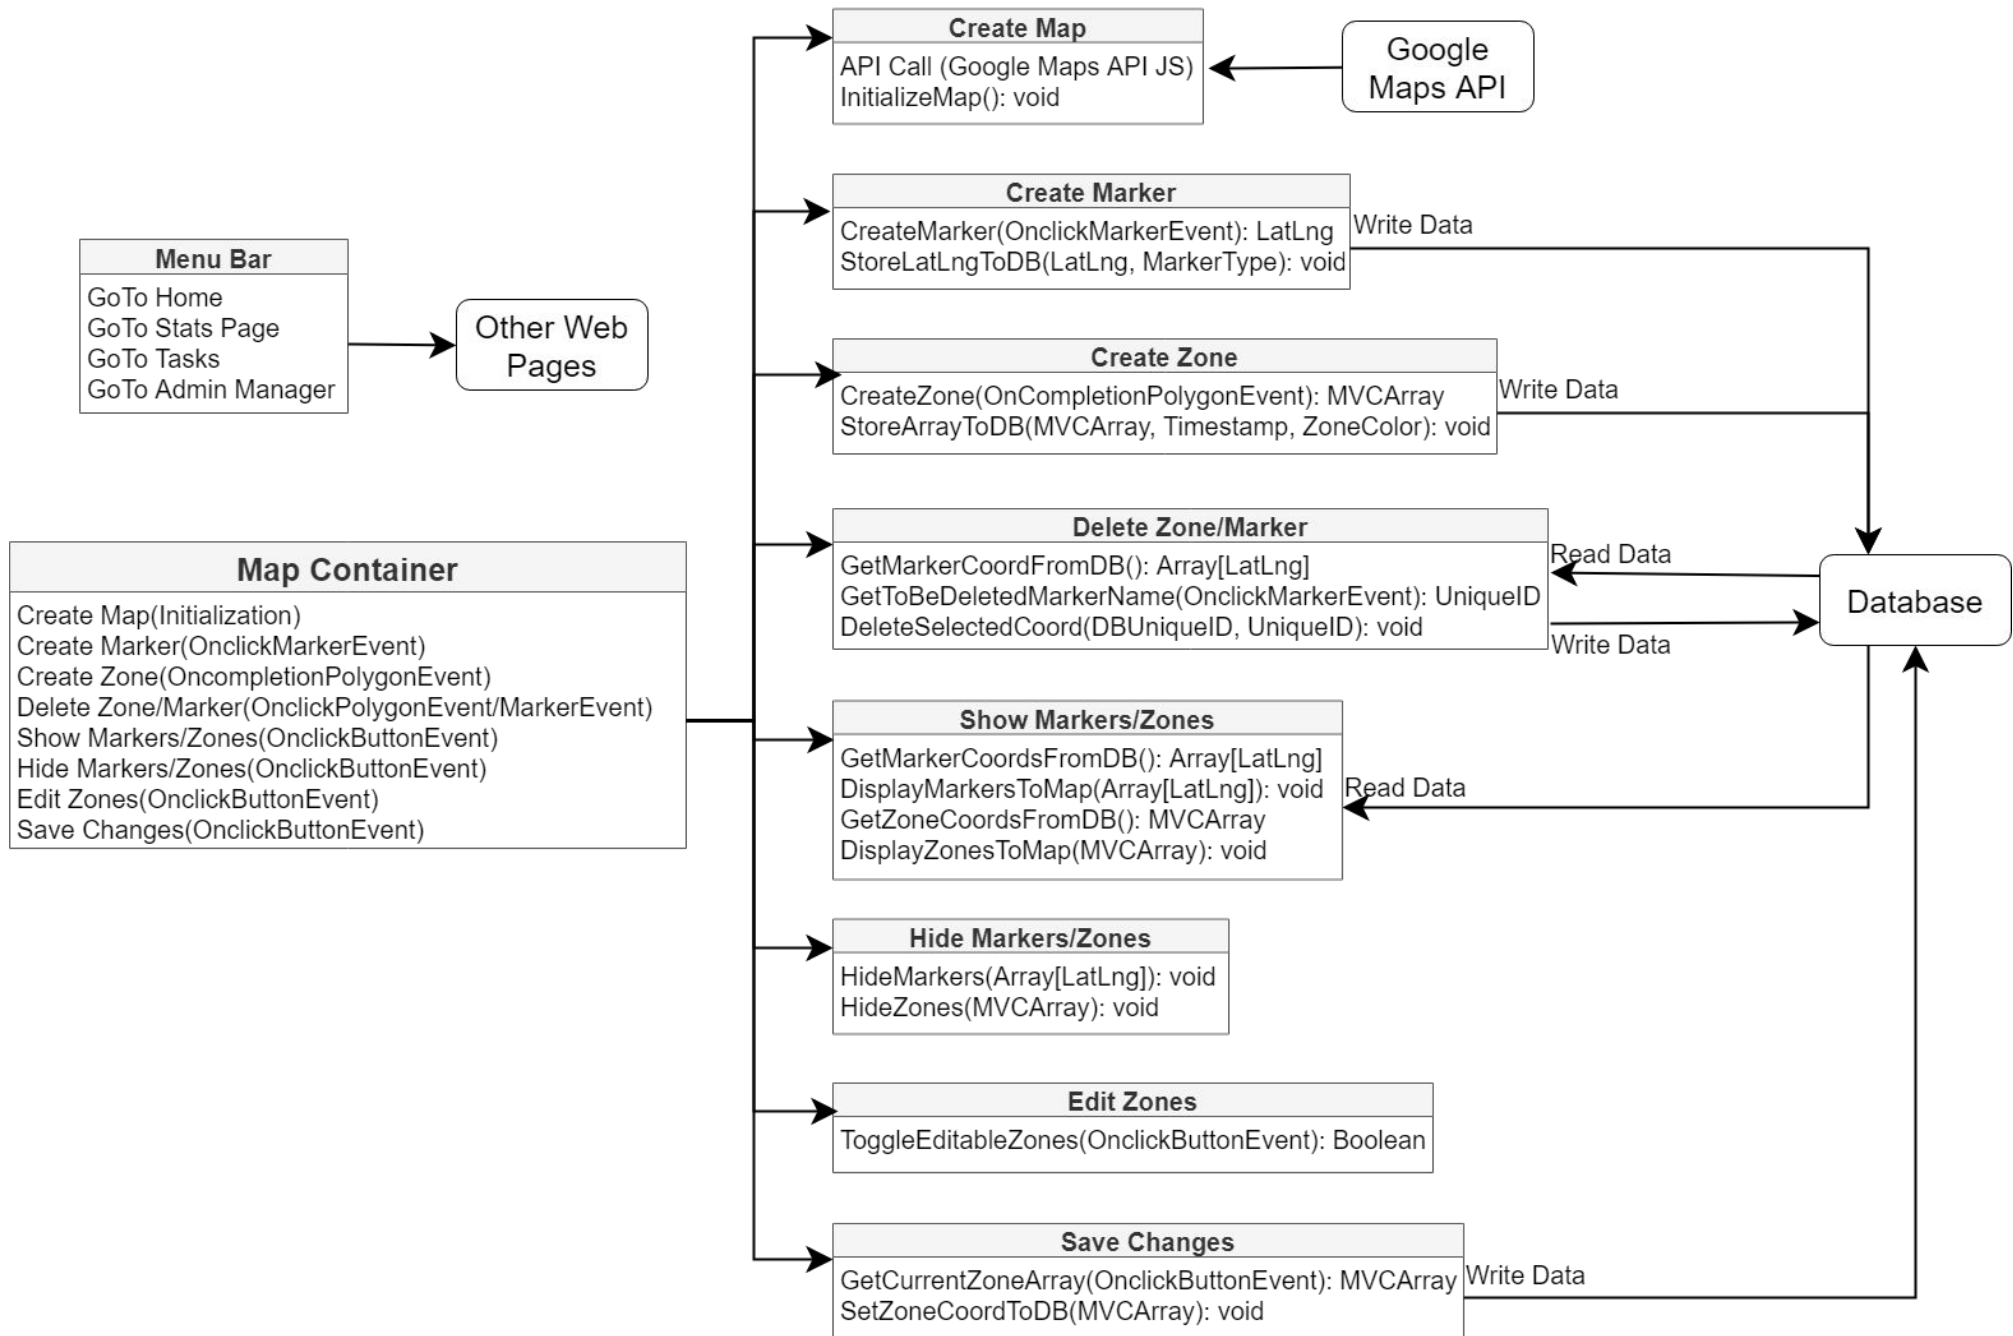 Create Map
API Call (Google Maps API JS)
InitializeMap(): void
Google
Maps API
Create Marker
CreateMarker(OnclickMarkerEvent): LatLng
StoreLatLngToDB(LatLng, MarkerType): void
Write Data
Menu Bar
GoTo Home
GoTo Stats Page
GoTo Tasks
GoTo Admin Manager
Other Web
Pages
Create Zone
CreateZone(OnCompletionPolygonEvent): MVCArray
StoreArrayToDB(MVCArray, Timestamp, ZoneColor): void
Write Data
Map Container
Create Map(Initialization)
Create Marker(OnclickMarkerEvent)
Create Zone(OncompletionPolygonEvent)
Delete Zone/Marker(OnclickPolygonEvent/MarkerEvent)
Show Markers/Zones(OnclickButtonEvent)
Hide Markers/Zones(OnclickButtonEvent)
Edit Zones(OnclickButtonEvent)
Save Changes(OnclickButtonEvent)
Delete Zone/Marker
GetMarkerCoordFromDB(): Array[LatLng]
GetToBeDeletedMarkerName(OnclickMarkerEvent): UniqueID
DeleteSelectedCoord(DBUniqueID, UniqueID): void
Read Data
Write Data
Database
Show Markers/Zones
GetMarkerCoordsFromDB(): Array[LatLng]
DisplayMarkersToMap(Array[LatLng]): void
GetZoneCoordsFromDB(): MVCArray
DisplayZonesToMap(MVCArray): void
Read Data
Hide Markers/Zones
HideMarkers(Array[LatLng]): void
HideZones(MVCArray): void
Edit Zones
ToggleEditableZones(OnclickButtonEvent): Boolean
Save Changes
GetCurrentZoneArray(OnclickButtonEvent): MVCArray
SetZoneCoordToDB(MVCArray): void
Write Data